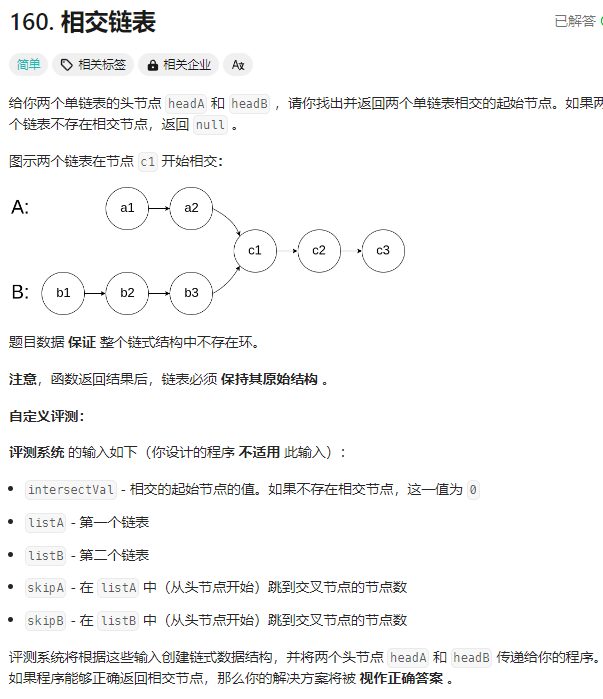 160. 相交链表
已解答
简单
相关标签
相关企业
给你两个单链表的头节点 headA 和 headB ，请你找出并返回两个单链表相交的起始节点。如果两
个链表不存在相交节点，返回 null 。
图示两个链表在节点 c1 开始相交：
A:
a1
a2
c1
c2
c3
B:
b1
b2
b3
题目数据 保证 整个链式结构中不存在环。
注意，函数返回结果后，链表必须 保持其原始结构 。
自定义评测：
评测系统 的输入如下（你设计的程序 不适用 此输入）：
intersectVal - 相交的起始节点的值。如果不存在相交节点，这一值为 0
listA - 第一个链表
listB - 第二个链表
skipA - 在 listA 中（从头节点开始）跳到交叉节点的节点数
skipB - 在 listB 中（从头节点开始）跳到交叉节点的节点数
评测系统将根据这些输入创建链式数据结构，并将两个头节点 headA 和 headB 传递给你的程序。
如果程序能够正确返回相交节点，那么你的解决方案将被 视作正确答案 。